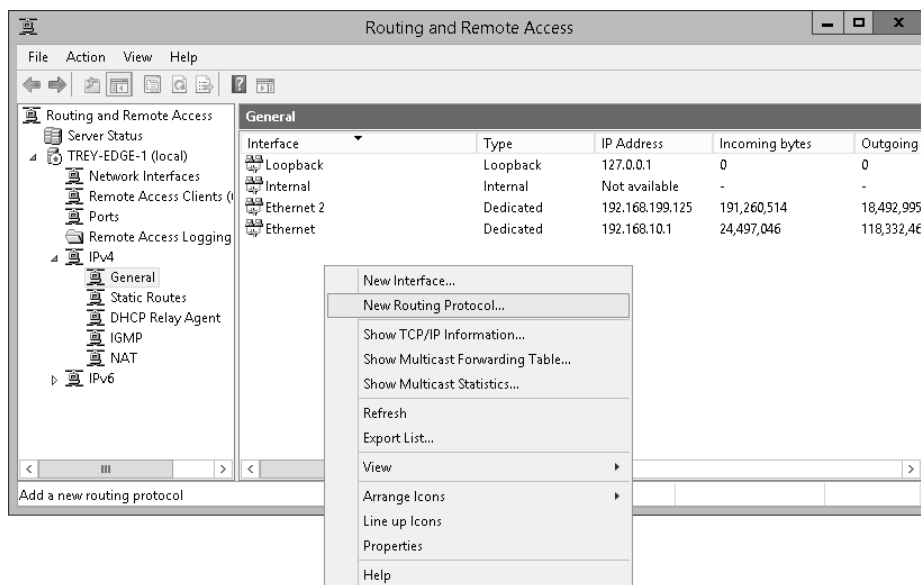 Routing and Remote Access
File Action View Help
Routing and Remote Access
Server Status
TREY-EDGE-1 (local)
Network Interfaces
Remote Access Clients (
Ports
Remote Access Logging
IPv4
General
Static Routes
DHCP Relay Agent
IGMP
NAT
IPv6
General
Interface Type IP Address Incoming bytes Outgoing
Loopback Loopback 127.0.0.1 0 0
Internal Internal Not available - -
Ethernet 2 Dedicated 192.168.199.125 191,260,514 18,492,995
Ethernet Dedicated 192.168.10.1 24,497,046 118,332,46
New Interface...
New Routing Protocol...
Show TCP/IP Information...
Show Multicast Forwarding Table...
Show Multicast Statistics...
Refresh
Export List...
View
Arrange Icons
Line up Icons
Properties
Help
Add a new routing protocol